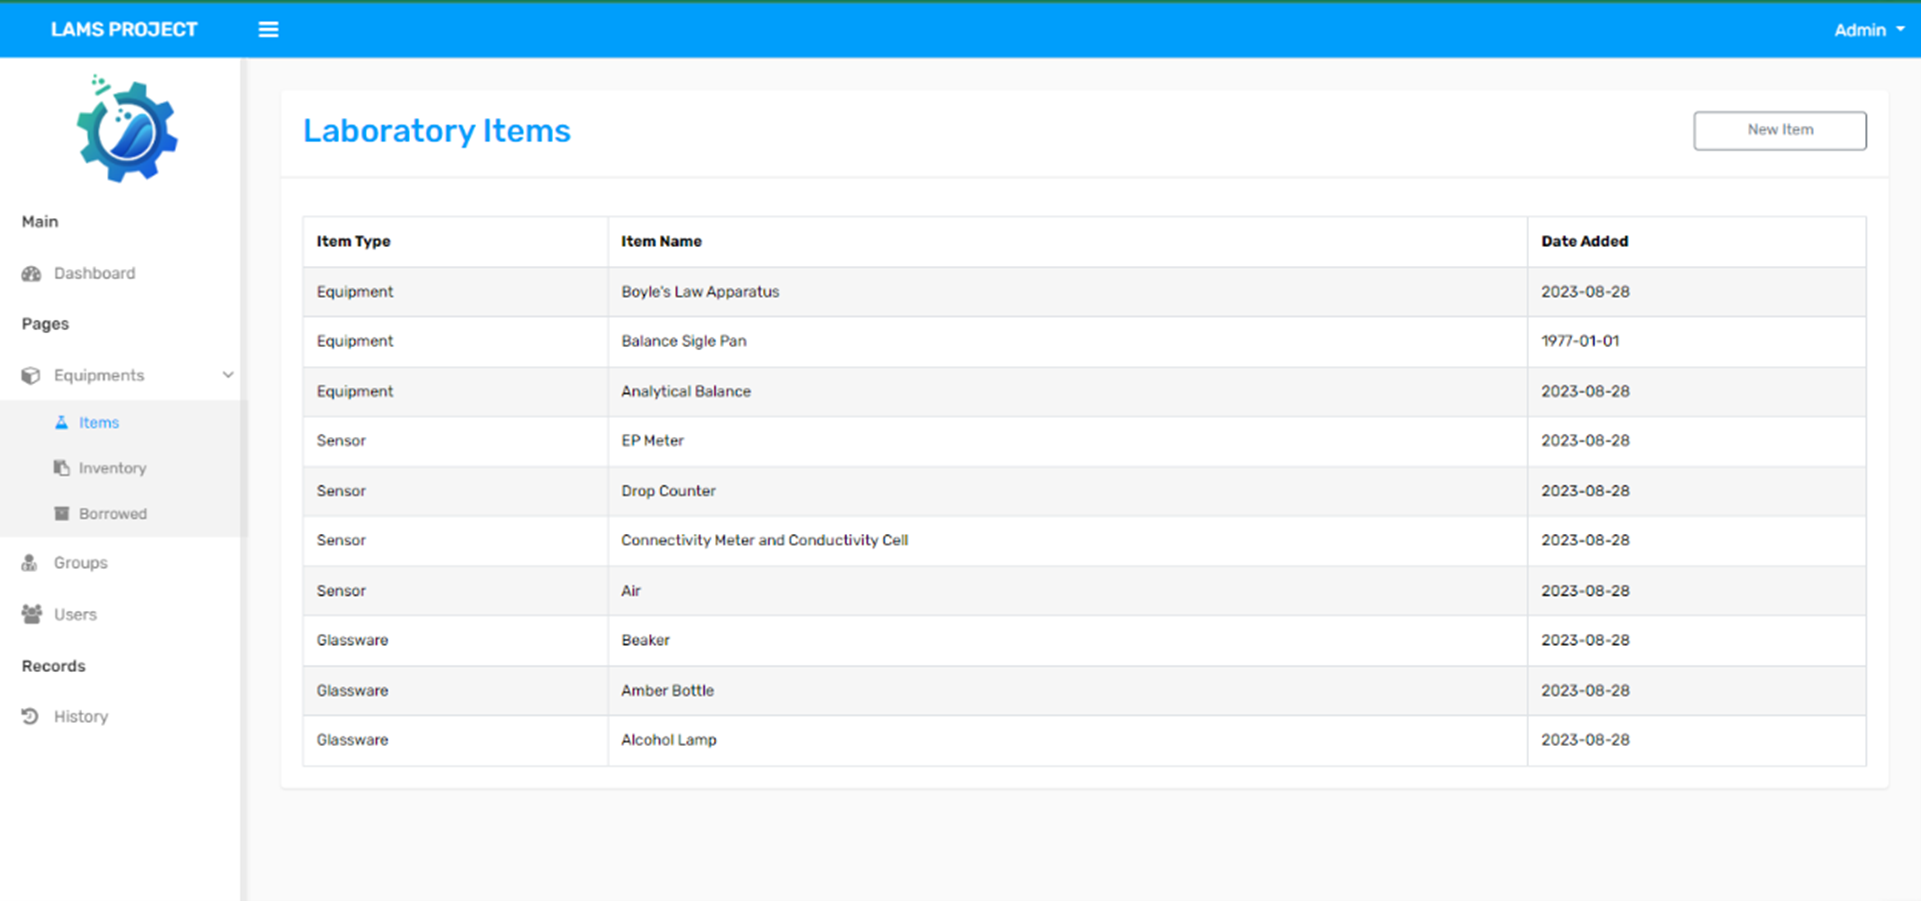 LAMS PROJECT
Admin
Main
Dashboard
Pages
Equipments
Items
Inventory
Borrowed
Groups
Users
Records
History
Laboratory Items
New Item
Item Type Item Name Date Added
Equipment Boyle's Law Apparatus 2023-08-28
Equipment Balance Sigle Pan 1977-01-01
Equipment Analytical Balance 2023-08-28
Sensor EP Meter 2023-08-28
Sensor Drop Counter 2023-08-28
Sensor Connectivity Meter and Conductivity Cell 2023-08-28
Sensor Air 2023-08-28
Glassware Beaker 2023-08-28
Glassware Amber Bottle 2023-08-28
Glassware Alcohol Lamp 2023-08-28